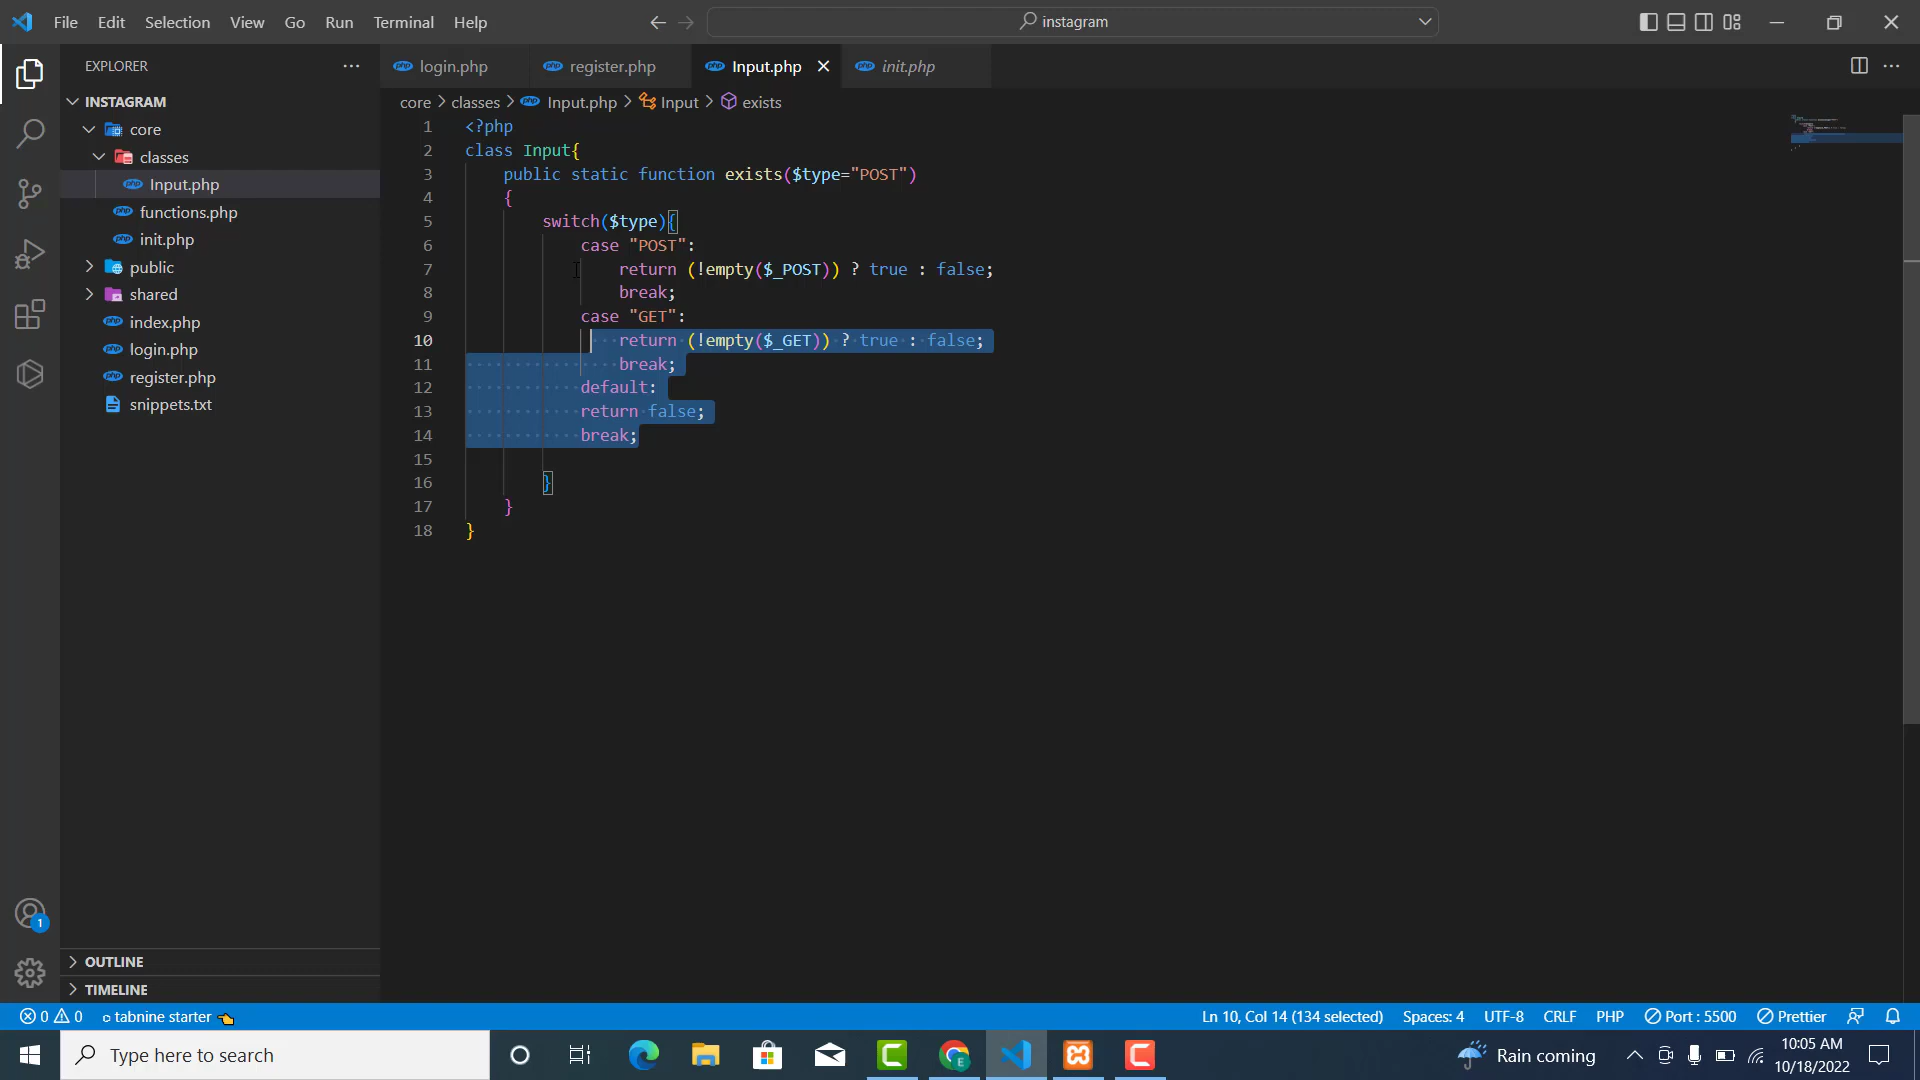 File Edit Selection View Go Run Terminal Help
instagram
EXPLORER
INSTAGRAM
core
classes
Input.php
functions.php
init.php
public
shared
index.php
login.php
register.php
snippets.txt
OUTLINE
TIMELINE
login.php register.php Input.php init.php
core > classes > Input.php > Input > exists
1 <?php
2 class Input{
3 public static function exists($type="POST")
4 {
5 switch($type){
6 case "POST":
7 return (!empty($_POST)) ? true : false;
8 break;
9 case "GET":
10 return (!empty($_GET)) ? true : false;
11 break;
12 default:
13 return false;
14 break;
15
16 }
17 }
18 }
1
0 0 tabnine starter Ln 10, Col 14 (134 selected) Spaces: 4 UTF-8 CRLF PHP Port : 5500 Prettier
Type here to search Rain coming 10:05 AM
10/18/2022